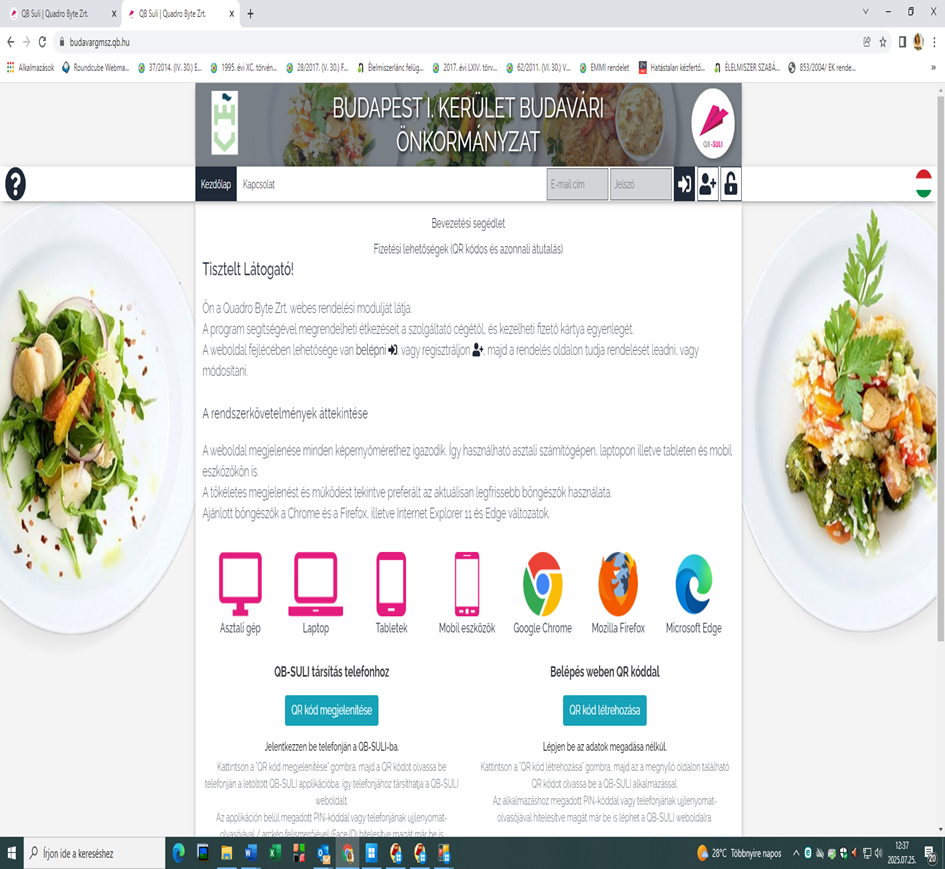 QB Suli | Quadro Byte Zrt.
QB Suli | Quadro Byte Zrt.
budavargmsz.qb.hu
Alkalmazások
Roundcube Webma...
37/2014. (IV. 30.) E...
1995. évi XC. törvén...
28/2017. (V. 30.) F...
Élelmiszerlánc felüg...
2017. évi LXIV. törv...
62/2011. (VI. 30.) V...
EMMI rendelet
Hatástalan kézfertő...
ÉLELMISZER SZABÁ...
853/2004/ EK rende...
BUDAPEST I. KERÜLET BUDAVÁRI
ÖNKORMÁNYZAT
QB-SULI
Kezdőlap
Kapcsolat
E-mail cím
Jelszó
Bevezetési segédlet
Fizetési lehetőségek (QR kódos és azonnali átutalás)
Tisztelt Látogató!
Ön a Quadro Byte Zrt. webes rendelési modulját látja.
A program segítségével megrendelheti étkezéseit a szolgáltató cégétől, és kezelheti fizető kártya egyenlegét.
A weboldal fejlécében lehetősége van belépni, vagy regisztráljon, majd a rendelés oldalon tudja rendelését leadni, vagy
módosítani.
A rendszerkövetelmények áttekintése
A weboldal megjelenése minden képernyőmérethez igazodik. Így használható asztali számítógépen, laptopon illetve tableten és mobil
eszközökön is.
A tökéletes megjelenést és működést tekintve preferált az aktuálisan legfrissebb böngészők használata.
Ajánlott böngészők a Chrome és a Firefox, illetve Internet Explorer 11 és Edge változatok.
Asztali gép
Laptop
Tabletek
Mobil eszközök
Google Chrome
Mozilla Firefox
Microsoft Edge
QB-SULI társítás telefonhoz
QR kód megjelenítése
Jelentkezzen be telefonján a QB-SULI-ba.
Kattintson a "QR kód megjelenítése" gombra, majd a QR kódot olvassa be
telefonján a letöltött QB-SULI applikációba, így telefonjához társíthatja a QB-SULI
weboldalt.
Az applikáción belül megadott PIN-kóddal vagy telefonjának ujjlenyomat-
olvasójával / arckép felismerőjével (Face ID) hitelesítve magát már be is
Belépés weben QR kóddal
QR kód létrehozása
Lépjen be az adatok megadása nélkül.
Kattintson a "QR kód létrehozása" gombra, majd az a megnyíló oldalon található
QR kódot olvassa be a QB-SULI alkalmazással.
Az alkalmazáshoz megadott PIN-kóddal vagy telefonjának ujjlenyomat-
olvasójával hitelesítve magát már be is léphet a QB-SULI weboldalra.
Írjon ide a kereséshez
28°C Többnyire napos
12:37
2025.07.25.
20